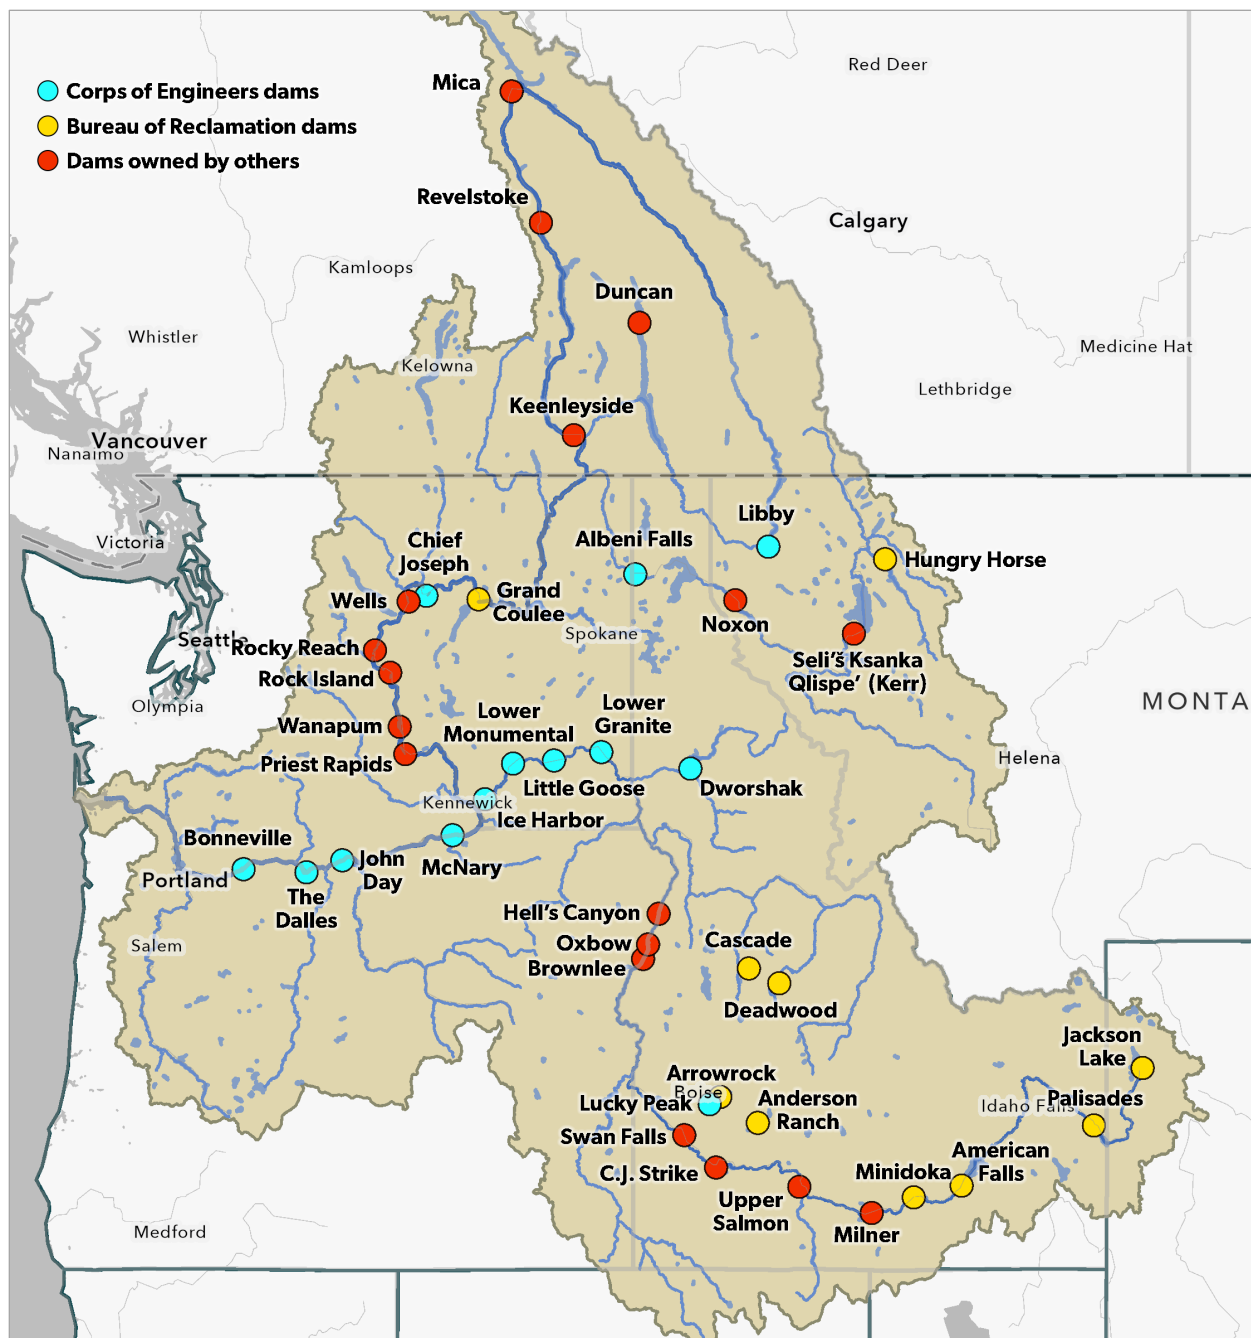 Mica
Red Deer
Corps of Engineers dams
Bureau of Reclamation dams
Dams owned by others
Revelstoke
Calgary
Kamloops
Duncan
Whistler
Medicine Hat
Kelowna
Lethbridge
Keenleyside
Vancouver
Nanaimo
Libby
Victoria
Chief
Joseph
Albeni Falls
Hungry Horse
Wells
Grand
Coulee
Noxon
Spokane
Seattle
Rocky Reach
Seli’š Ksanka
Qlispe’ (Kerr)
Rock Island
MONTA
Olympia
Lower
Granite
Lower
Monumental
Wanapum
Helena
Priest Rapids
Little Goose
Dworshak
Kennewick
Ice Harbor
Bonneville
John
Day
McNary
Portland
The
Dalles
Hell’s Canyon
Oxbow
Cascade
Salem
Brownlee
Deadwood
Jackson
Lake
Arrowrock
Boise
Lucky Peak
Anderson
Ranch
Idaho Falls
Palisades
Swan Falls
American
Falls
C.J. Strike
Minidoka
Upper
Salmon
Medford
Milner